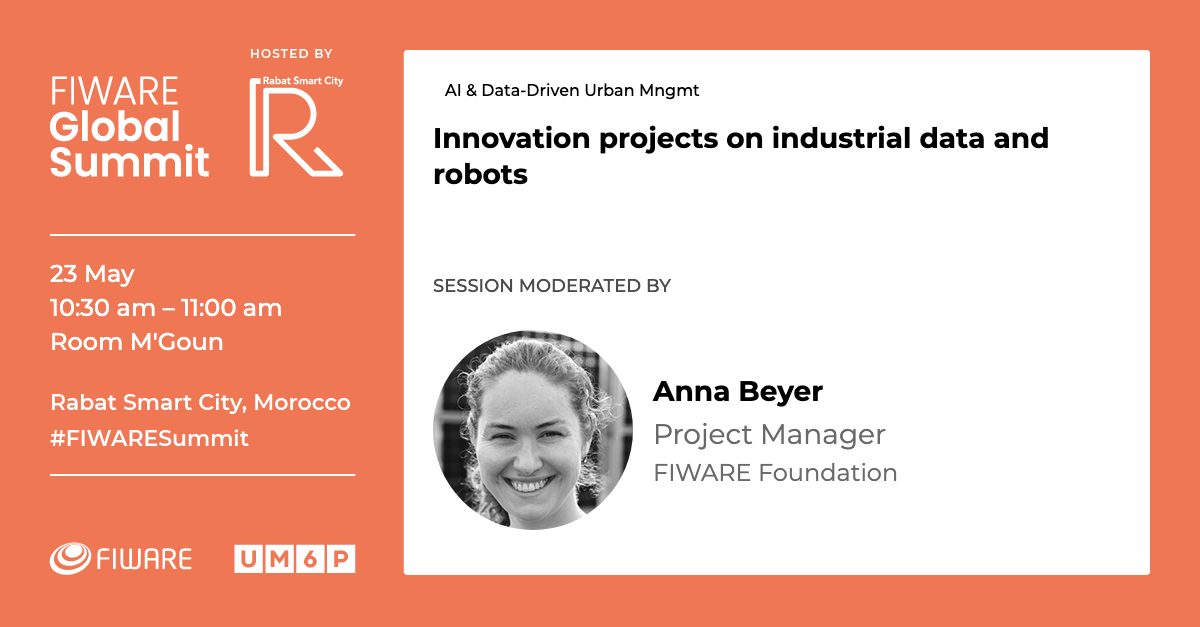 HOSTED BY
FIWARE
Global
Summit
Rabat Smart City
R
23 May
10:30 am – 11:00 am
Room M'Goun
Rabat Smart City, Morocco
#FIWARESummit
FIWARE
UM6P
AI & Data-Driven Urban Mngmt
Innovation projects on industrial data and
robots
SESSION MODERATED BY
Anna Beyer
Project Manager
FIWARE Foundation